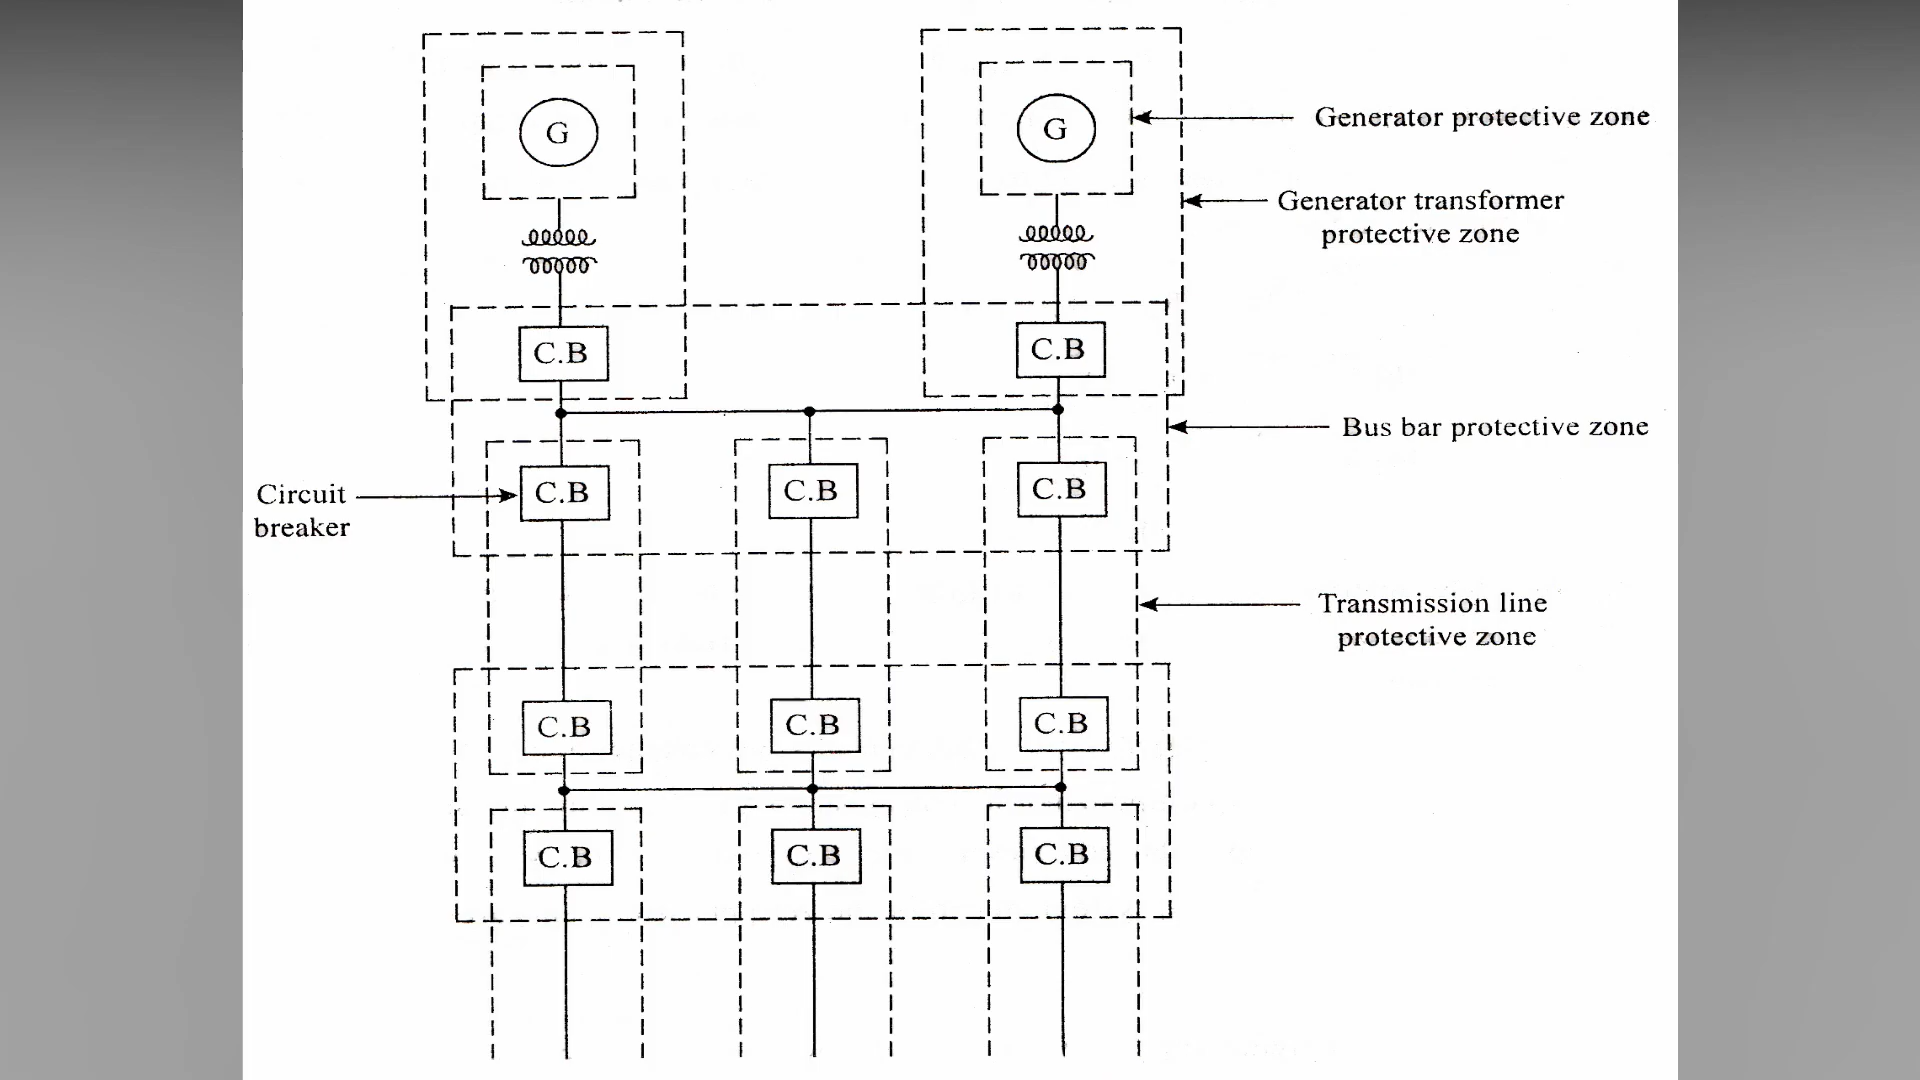 G
G
Generator protective zone
Generator transformer
protective zone
C.B
C.B
Bus bar protective zone
Circuit
breaker
C.B
C.B
C.B
Transmission line
protective zone
C.B
C.B
C.B
C.B
C.B
C.B